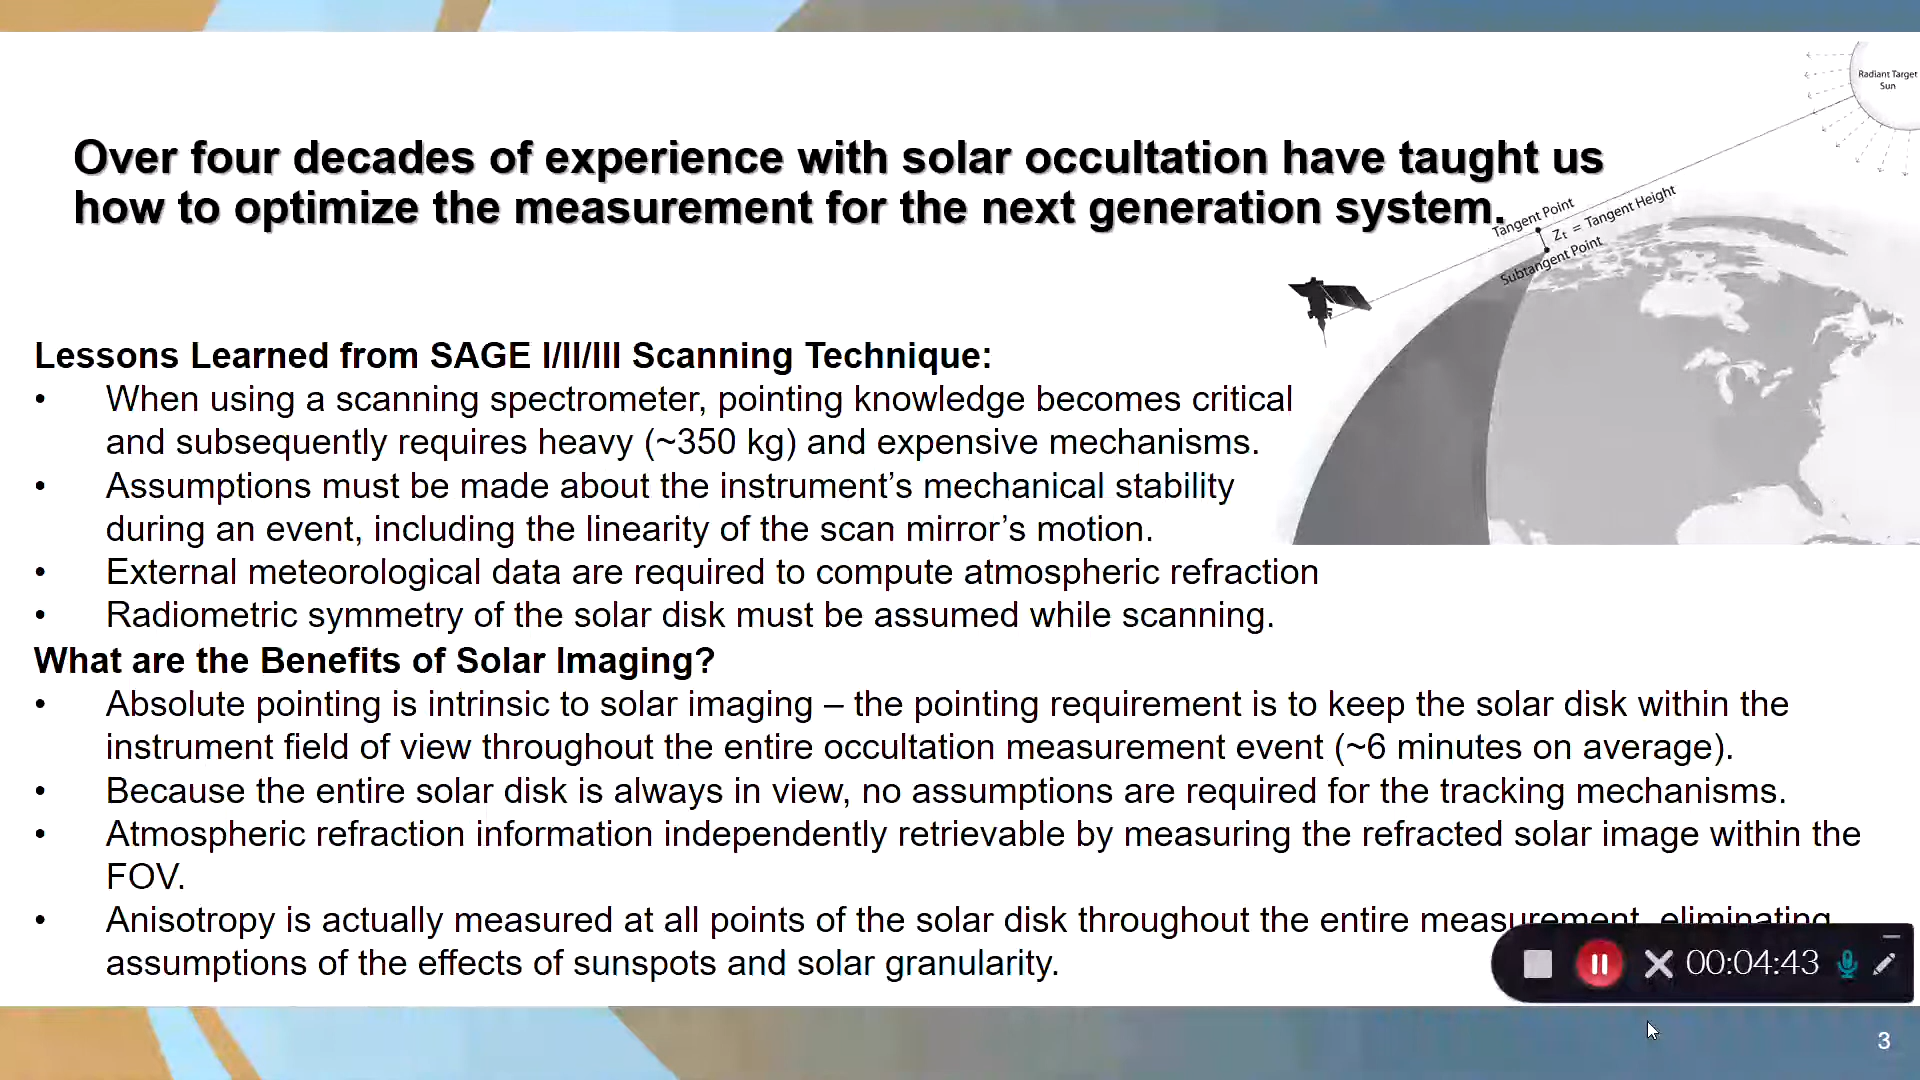 Radiant Target
Sun
Over four decades of experience with solar occultation have taught us
how to optimize the measurement for the next generation system.
Tangent Point
Zt = Tangent Height
Subtangent Point
Lessons Learned from SAGE I/II/III Scanning Technique:
• When using a scanning spectrometer, pointing knowledge becomes critical
and subsequently requires heavy (~350 kg) and expensive mechanisms.
• Assumptions must be made about the instrument’s mechanical stability
during an event, including the linearity of the scan mirror’s motion.
• External meteorological data are required to compute atmospheric refraction
• Radiometric symmetry of the solar disk must be assumed while scanning.
What are the Benefits of Solar Imaging?
• Absolute pointing is intrinsic to solar imaging – the pointing requirement is to keep the solar disk within the
instrument field of view throughout the entire occultation measurement event (~6 minutes on average).
• Because the entire solar disk is always in view, no assumptions are required for the tracking mechanisms.
• Atmospheric refraction information independently retrievable by measuring the refracted solar image within the
FOV.
• Anisotropy is actually measured at all points of the solar disk throughout the entire measurement, eliminating
assumptions of the effects of sunspots and solar granularity.
00:04:43
3